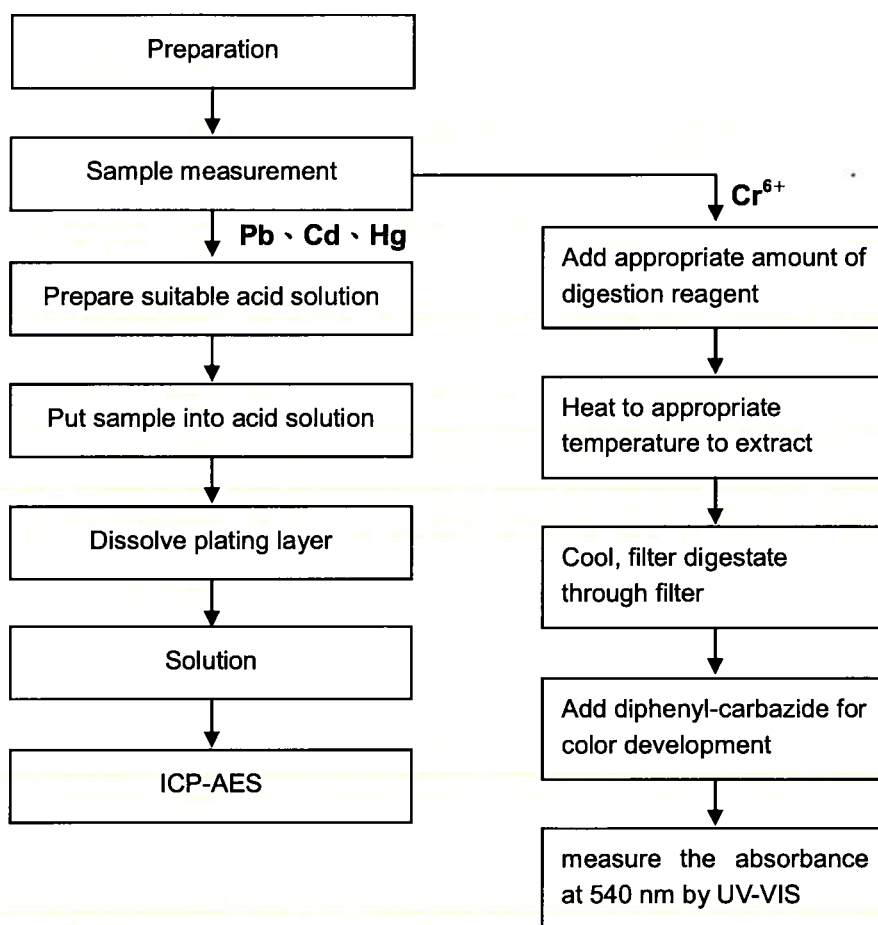 Preparation
Sample measurement
Cr⁶⁺
Pb、Cd、Hg
Prepare suitable acid solution
Put sample into acid solution
Dissolve plating layer
Solution
ICP-AES
Add appropriate amount of
digestion reagent
Heat to appropriate
temperature to extract
Cool, filter digestate
through filter
Add diphenyl-carbazide for
color development
measure the absorbance
at 540 nm by UV-VIS